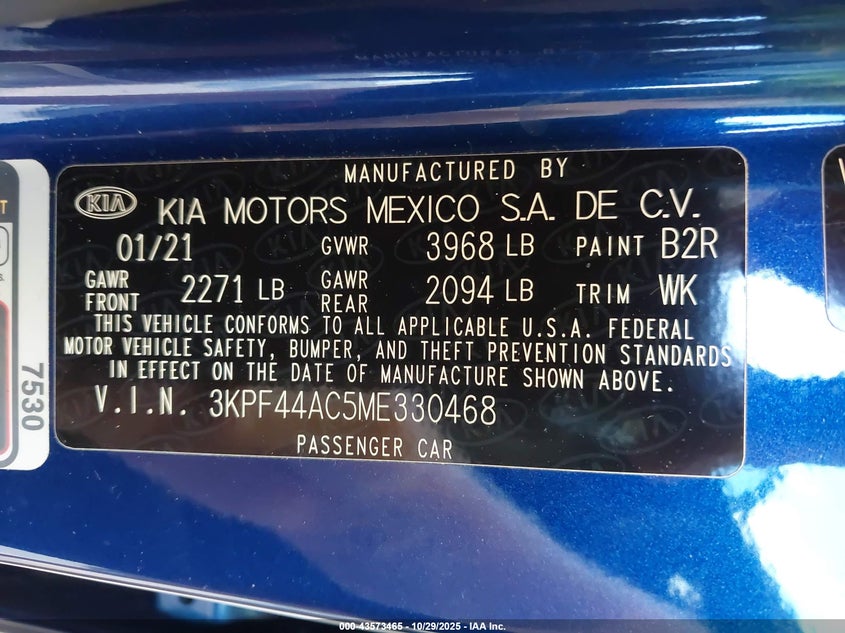 MANUFACTURED BY
KIA
KIA MOTORS MEXICO S.A. DE C.V.
01/21 GVWR 3968 LB PAINT B2R
GAWR FRONT 2271 LB GAWR REAR 2094 LB TRIM WK
THIS VEHICLE CONFORMS TO ALL APPLICABLE U.S.A. FEDERAL
MOTOR VEHICLE SAFETY, BUMPER, AND THEFT PREVENTION STANDARDS
IN EFFECT ON THE DATE OF MANUFACTURE SHOWN ABOVE.
V.I.N. 3KPF44AC5ME330468
PASSENGER CAR
7530
000-43573465 - 10/29/2025 - IAA Inc.